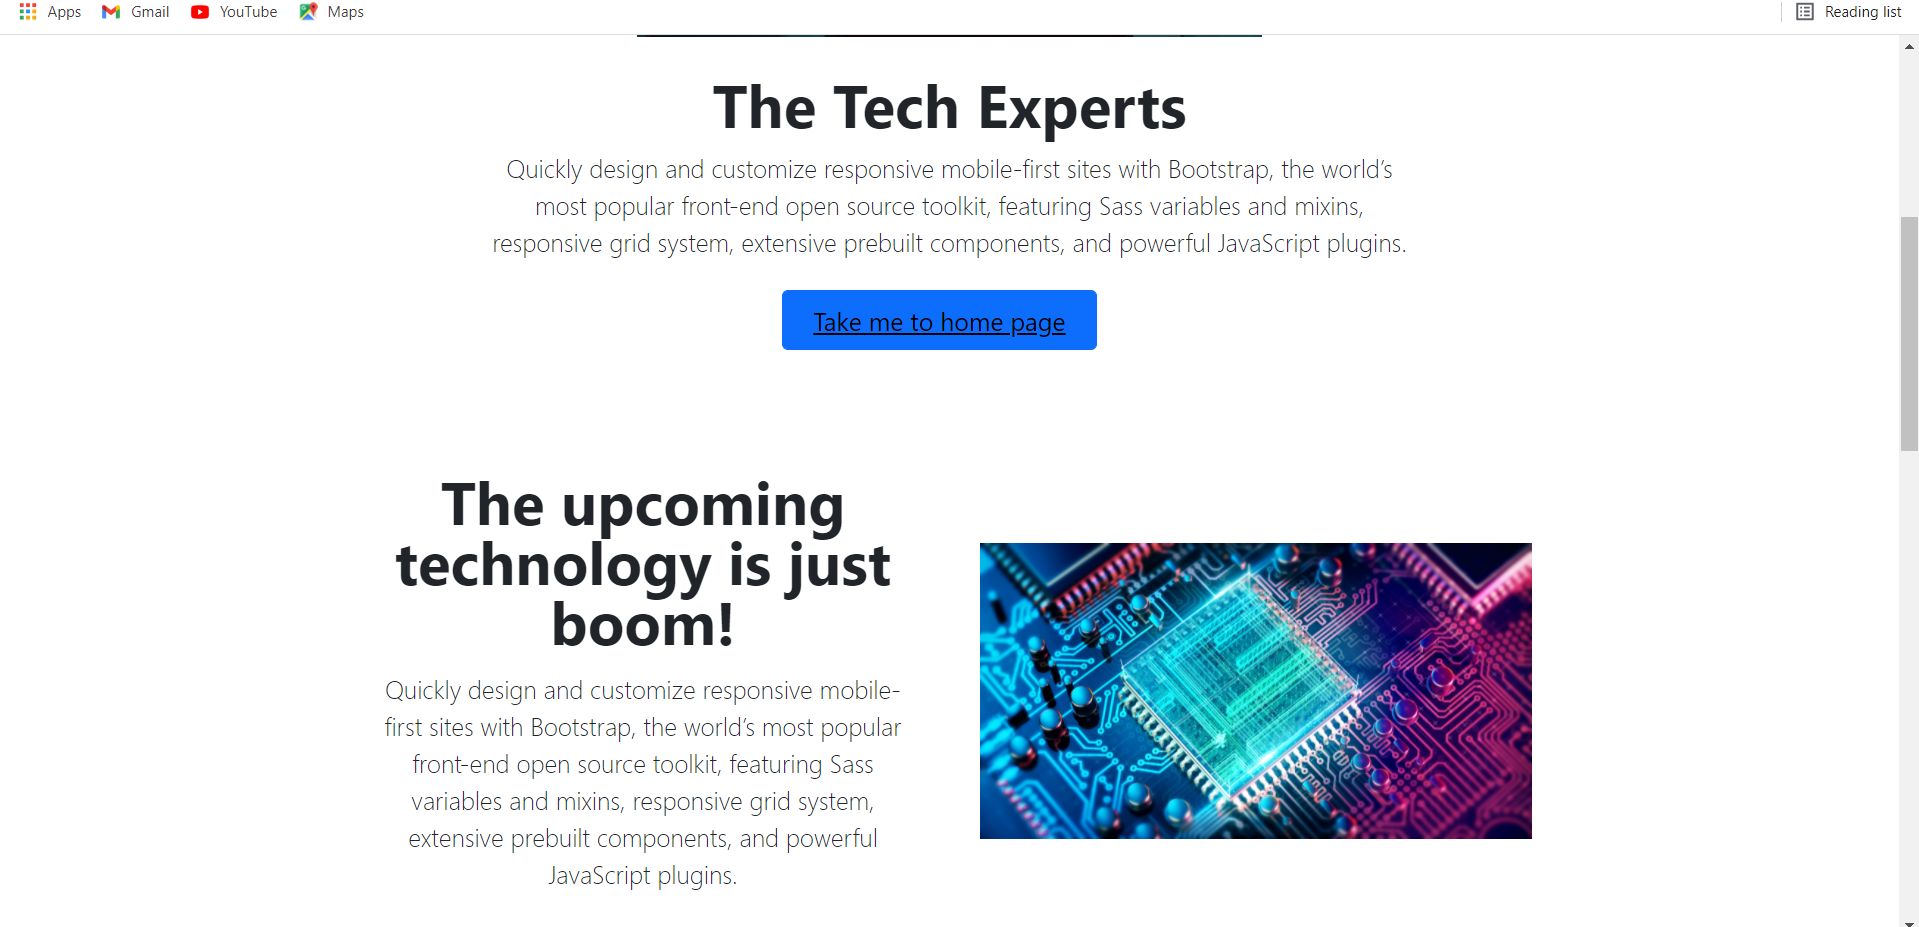 Apps Gmail YouTube Maps Reading list
The Tech Experts
Quickly design and customize responsive mobile-first sites with Bootstrap, the world’s
most popular front-end open source toolkit, featuring Sass variables and mixins,
responsive grid system, extensive prebuilt components, and powerful JavaScript plugins.
Take me to home page
The upcoming
technology is just
boom!
Quickly design and customize responsive mobile-
first sites with Bootstrap, the world’s most popular
front-end open source toolkit, featuring Sass
variables and mixins, responsive grid system,
extensive prebuilt components, and powerful
JavaScript plugins.